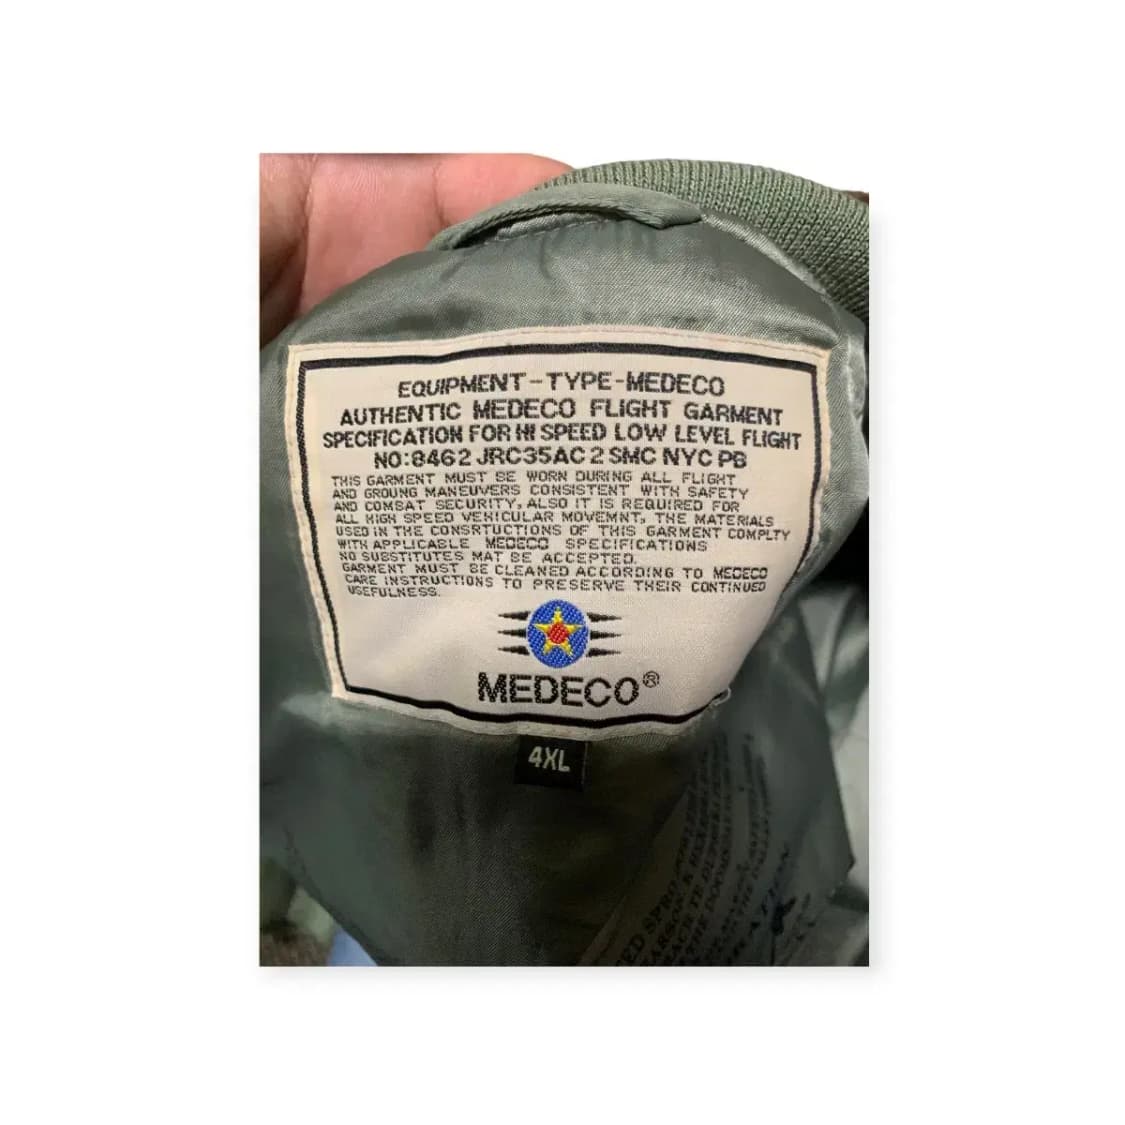 EQUIPMENT-TYPE-MEDECO
AUTHENTIC MEDECO FLIGHT GARMENT
SPECIFICATION FOR HI SPEED LOW LEVEL FLIGHT
NO:8462 JRC35AC 2 SMC NYC PB
THIS GARMENT MUST BE WORN DURING ALL FLIGHT
AND GROUNG MANEUVERS CONSISTENT WITH SAFETY
AND COMBAT SECURITY, ALSO IT IS REQUIRED FOR
ALL HIGH SPEED VEHICULAR MOVEMNT, THE MATERIALS
USED IN THE CONSRTUCTIONS OF THIS GARMENT COMPLTY
WITH APPLICABLE MEDECO SPECIFICATIONS
NO SUBSTITUTES MAT BE ACCEPTED.
GARMENT MUST BE CLEANED ACCORDING TO MEDECO
CARE INSTRUCTIONS TO PRESERVE THEIR CONTINUED
USEFULNESS.
MEDECO®
4XL